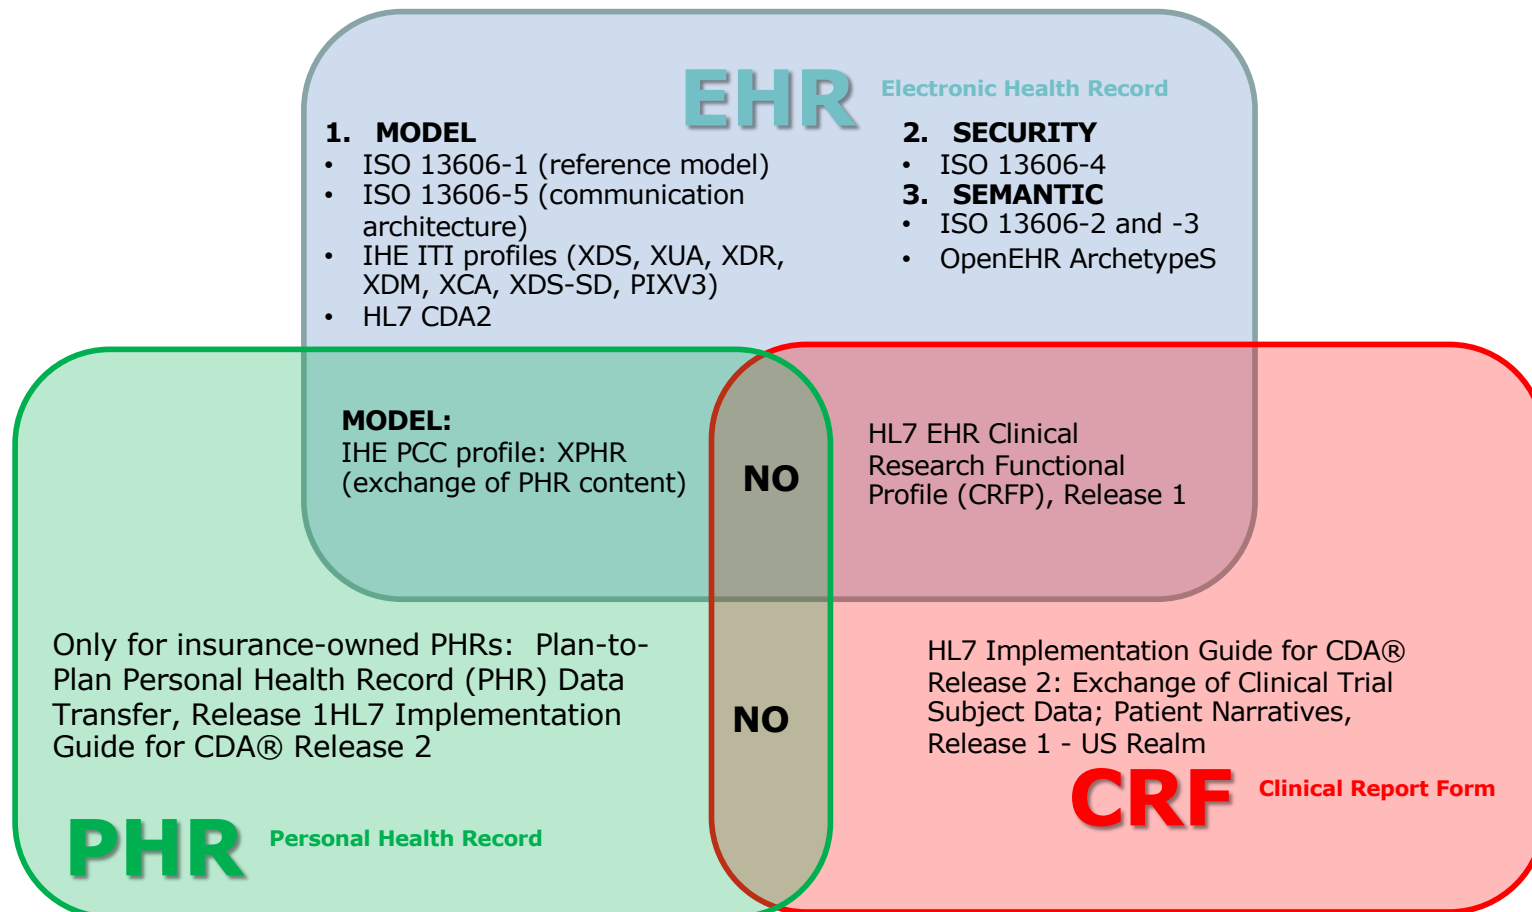 EHR Electronic Health Record
1. MODEL
• ISO 13606-1 (reference model)
• ISO 13606-5 (communication
architecture)
• IHE ITI profiles (XDS, XUA, XDR,
XDM, XCA, XDS-SD, PIXV3)
• HL7 CDA2
2. SECURITY
• ISO 13606-4
3. SEMANTIC
• ISO 13606-2 and -3
• OpenEHR ArchetypeS
MODEL:
IHE PCC profile: XPHR
(exchange of PHR content)
NO
HL7 EHR Clinical
Research Functional
Profile (CRFP), Release 1
Only for insurance-owned PHRs: Plan-to-
Plan Personal Health Record (PHR) Data
Transfer, Release 1HL7 Implementation
Guide for CDA® Release 2
NO
HL7 Implementation Guide for CDA®
Release 2: Exchange of Clinical Trial
Subject Data; Patient Narratives,
Release 1 - US Realm
PHR Personal Health Record
CRF Clinical Report Form